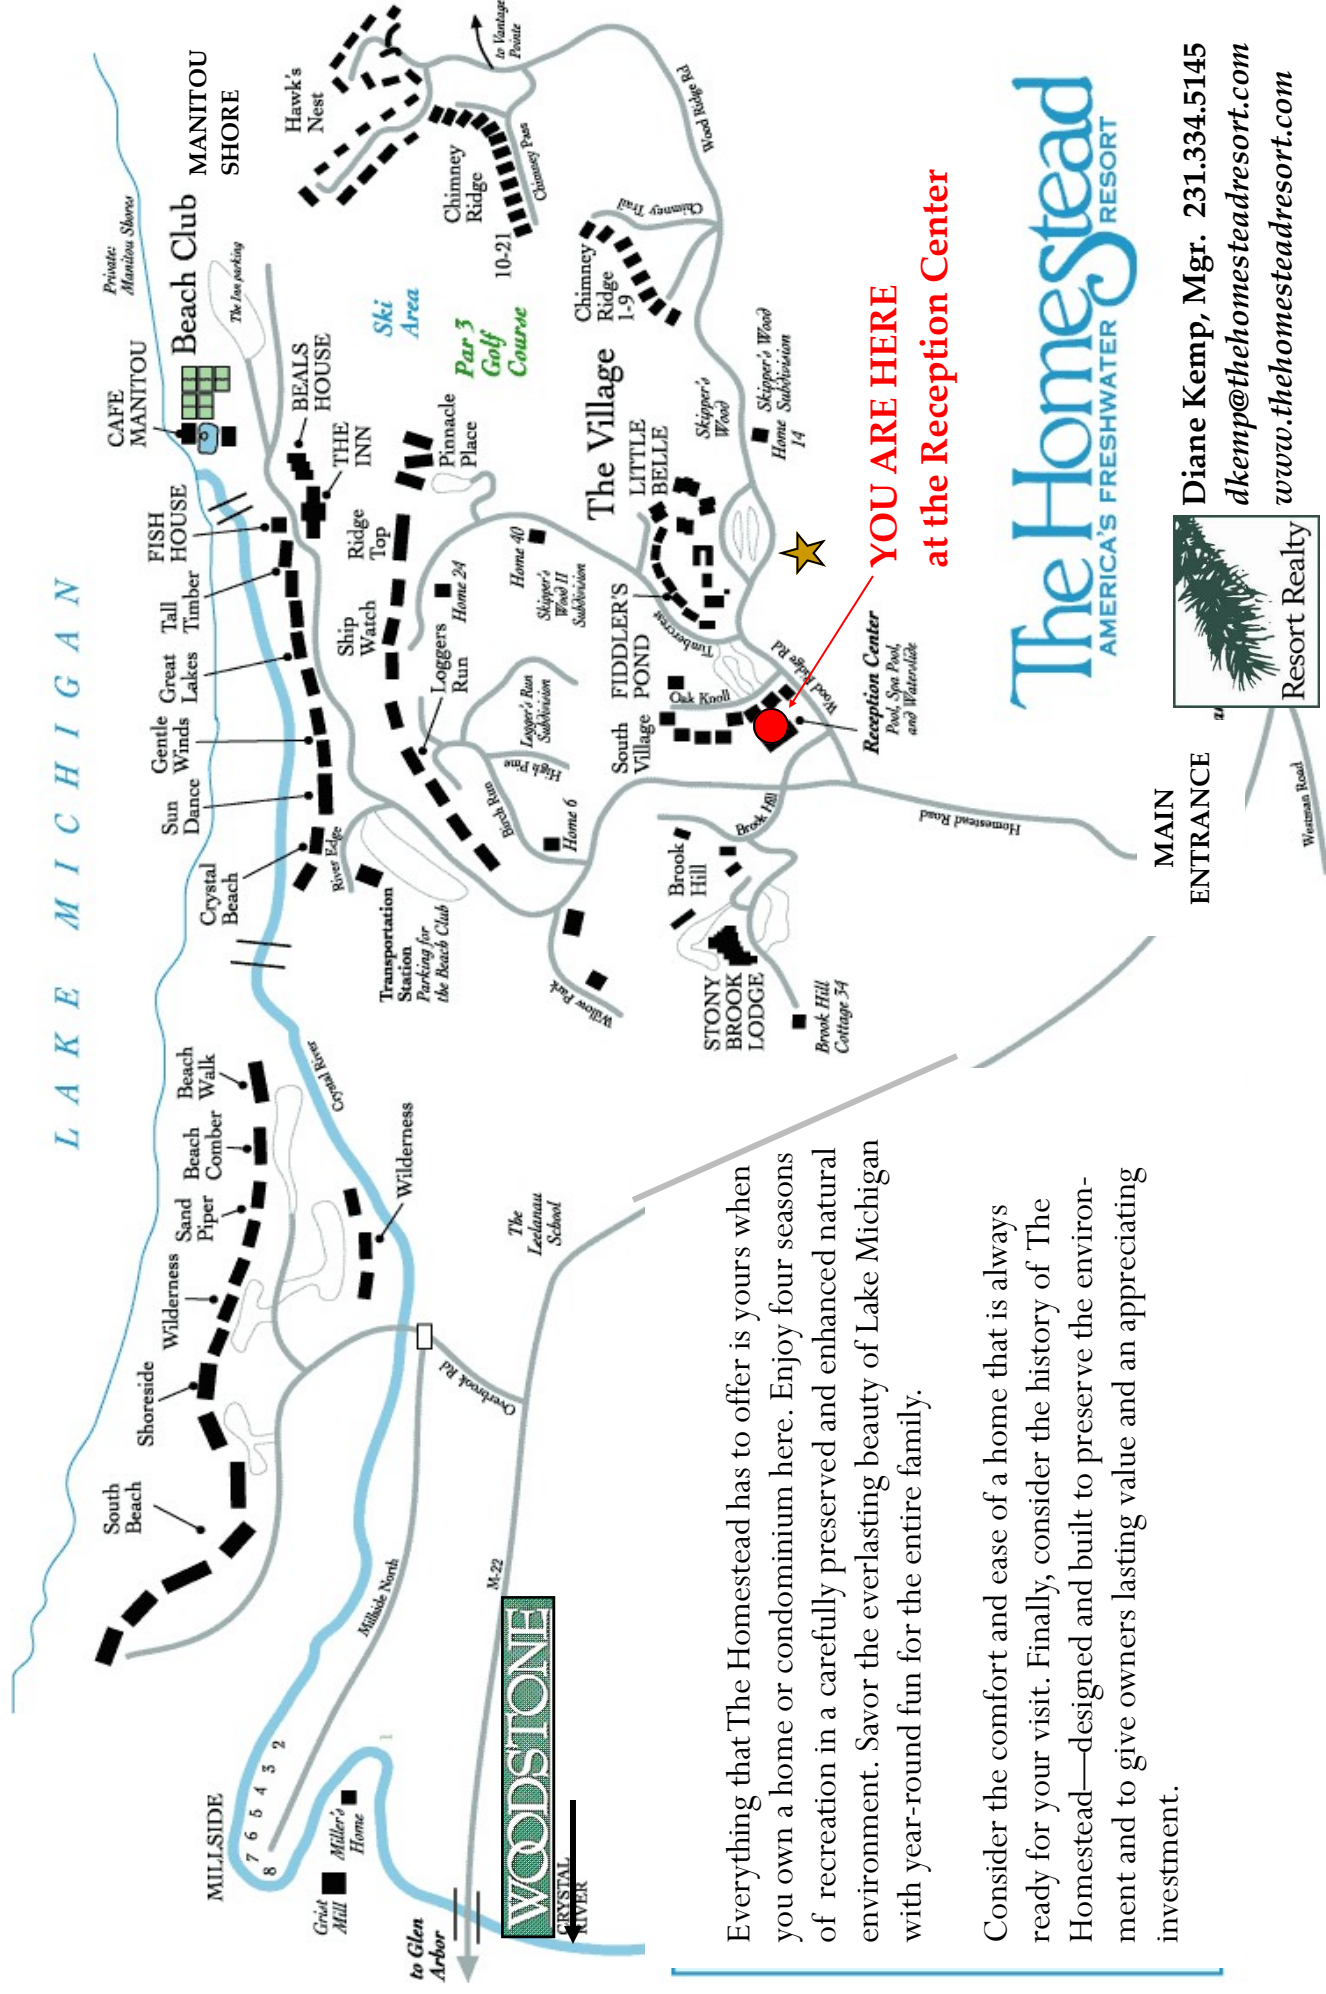 LAKE MICHIGAN
Private:
Manitou Shores
MANITOU
SHORE
Beach Club
CAFE
MANITOU
The Inn parking
BEALS
HOUSE
THE
INN
FISH
HOUSE
Tall
Timber
Great
Lakes
Gentle
Winds
Sun
Dance
Crystal
Beach
River Edge
Transportation
Station
Parking for
the Beach Club
Beach
Walk
Beach
Comber
Sand
Piper
Wilderness
Shoreside
South
Beach
Crystal River
Wilderness
Hawk's
Nest
to Vantage
Pointe
Chimney
Ridge
10-21
Chimney Pass
Wood Ridge Rd
Chimney Trail
Chimney
Ridge
1-9
Ski
Area
Par 3
Golf
Course
Pinnacle
Place
Ridge
Top
Ship
Watch
Loggers
Run
Home 24
Home 40
Skipper's
Wood II
Subdivision
Logger's Run
Subdivision
High Pine
Birch Run
Home 6
Willow Park
The Village
LITTLE
BELLE
Skipper's
Wood
Skipper's Wood
Home Subdivision
14
FIDDLER'S
POND
Timbercrest
Oak Knoll
South
Village
Wood Ridge Rd
Reception Center
Pool, Spa Pool,
and Waterslide
YOU ARE HERE
at the Reception Center
Brook Hill
Brook
Hill
STONY
BROOK
LODGE
Brook Hill
Cottage 34
Homestead Road
MAIN
ENTRANCE
Westman Road
The
Leelanau
School
Overbrook Rd
M-22
Millside North
MILLSIDE
8 7 6 5 4 3 2
1
Miller's
Home
Grist
Mill
to Glen
Arbor
WOODSTONE
CRYSTAL
RIVER
Everything that The Homestead has to offer is yours when
you own a home or condominium here. Enjoy four seasons
of recreation in a carefully preserved and enhanced natural
environment. Savor the everlasting beauty of Lake Michigan
with year-round fun for the entire family.
Consider the comfort and ease of a home that is always
ready for your visit. Finally, consider the history of The
Homestead—designed and built to preserve the environ-
ment and to give owners lasting value and an appreciating
investment.
The Homestead
AMERICA'S FRESHWATER RESORT
Resort Realty
Diane Kemp, Mgr. 231.334.5145
dkemp@thehomesteadresort.com
www.thehomesteadresort.com